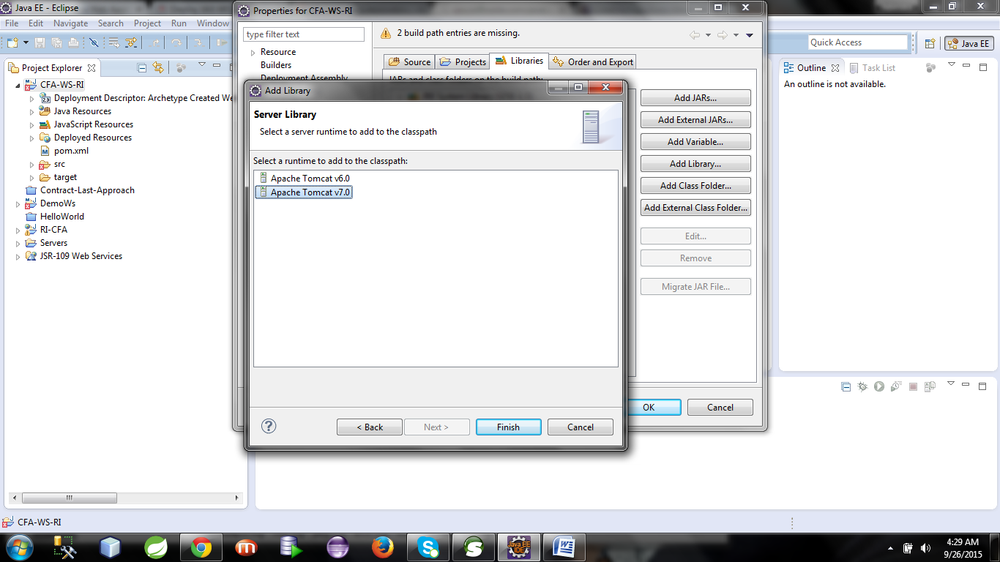 Java EE - Eclipse
File Edit Navigate Search Project Run Window
Quick Access
Java EE
Project Explorer
CFA-WS-RI
Deployment Descriptor: Archetype Created We
Java Resources
JavaScript Resources
Deployed Resources
pom.xml
src
target
Contract-Last-Approach
DemoWs
HelloWorld
RI-CFA
Servers
JSR-109 Web Services
Properties for CFA-WS-RI
type filter text
Resource
Builders
Deployment Assembly
2 build path entries are missing.
Source Projects Libraries Order and Export
JARs and class folders on the build path:
Add JARs...
Add External JARs...
Add Variable...
Add Library...
Add Class Folder...
Add External Class Folder...
Edit...
Remove
Migrate JAR File...
OK Cancel
Add Library
Server Library
Select a server runtime to add to the classpath
Select a runtime to add to the classpath:
Apache Tomcat v6.0
Apache Tomcat v7.0
? < Back Next > Finish Cancel
Outline Task List
An outline is not available.
CFA-WS-RI
Java EE
IDE
4:29 AM
9/26/2015